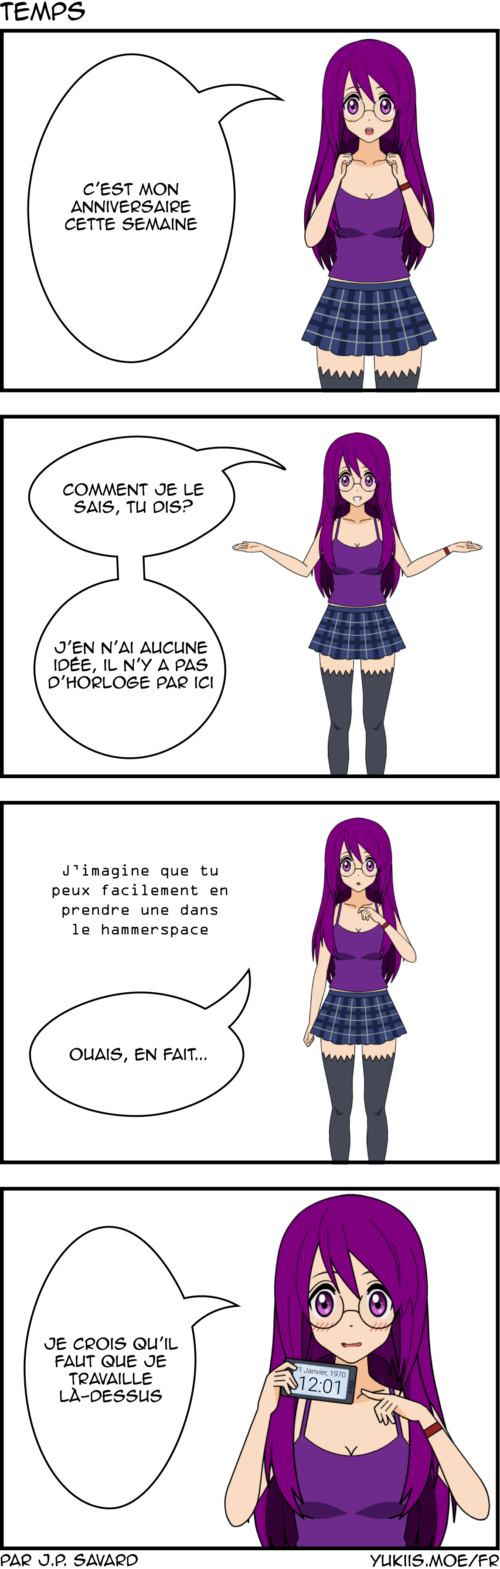 TEMPS
C'EST MON
ANNIVERSAIRE
CETTE SEMAINE
COMMENT JE LE
SAIS, TU DIS?
J'EN N'AI AUCUNE
IDÉE, IL N'Y A PAS
D'HORLOGE PAR ICI
J'imagine que tu
peux facilement en
prendre une dans
le hammerspace
OUAIS, EN FAIT...
JE CROIS QU'IL
FAUT QUE JE
TRAVAILLE
LÀ-DESSUS
1 Janvier, 1970
12:01
PAR J.P. SAVARD
YUKIIS.MOE/FR